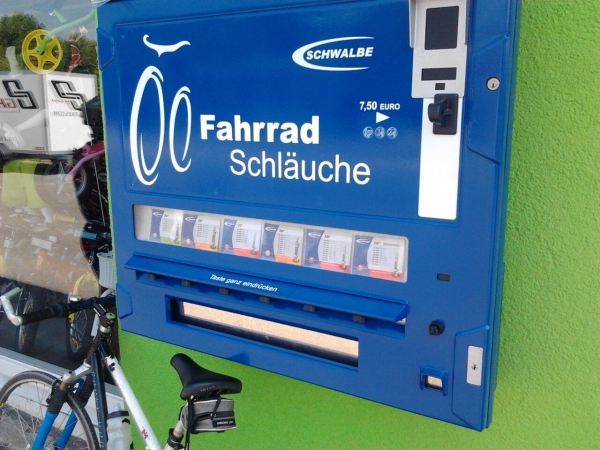 SCHWALBE
7,50 EURO
Fahrrad
Schläuche
Taste ganz eindrücken